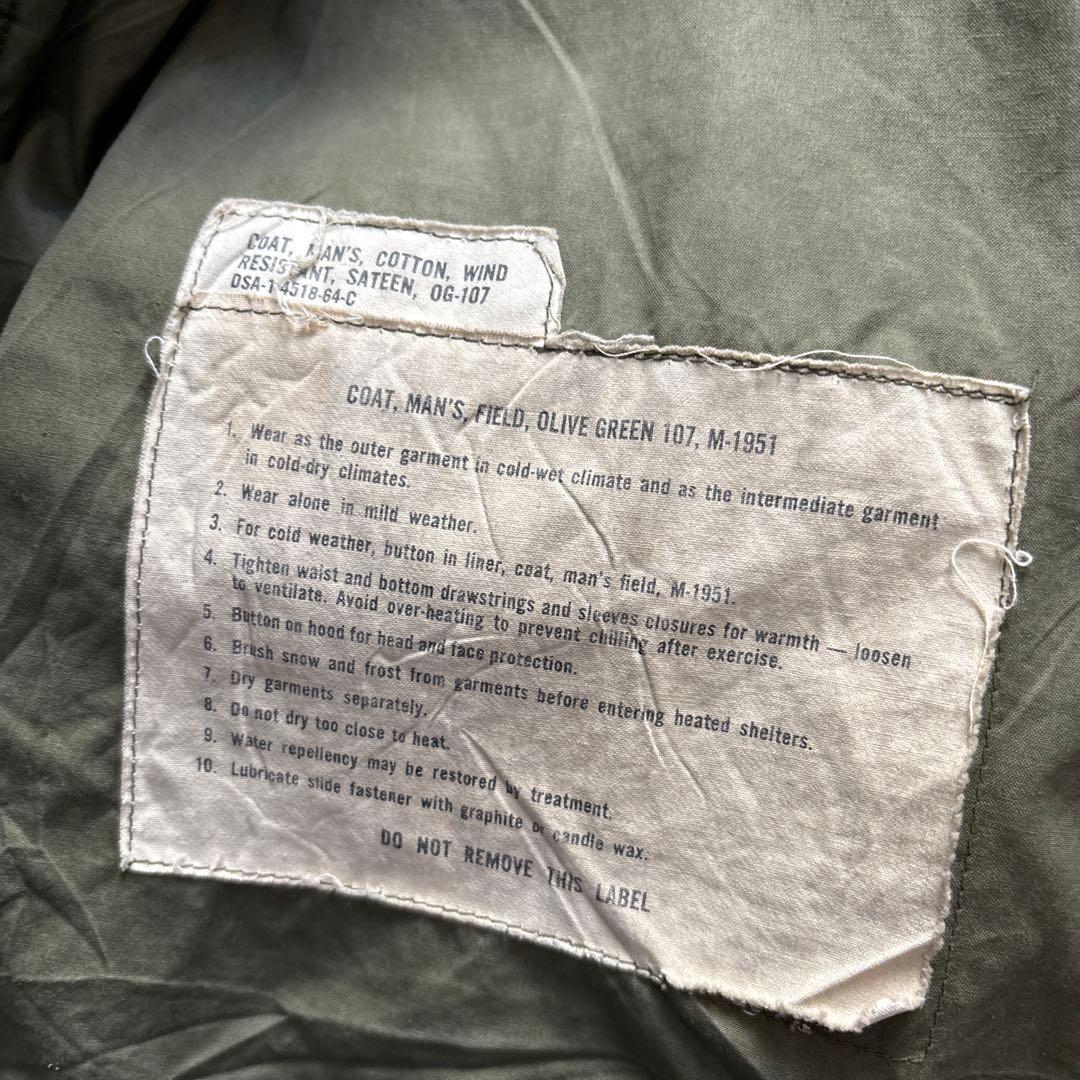 COAT, MAN'S, COTTON, WIND
RESISTANT, SATEEN, OG-107
DSA-1-4518-64-C
COAT, MAN'S, FIELD, OLIVE GREEN 107, M-1951
1. Wear as the outer garment in cold-wet climate and as the intermediate garment
in cold-dry climates.
2. Wear alone in mild weather.
3. For cold weather, button in liner, coat, man's field, M-1951.
4. Tighten waist and bottom drawstrings and sleeves closures for warmth — loosen
to ventilate. Avoid over-heating to prevent chilling after exercise.
5. Button on hood for head and face protection.
6. Brush snow and frost from garments before entering heated shelters.
7. Dry garments separately.
8. Do not dry too close to heat.
9. Water repellency may be restored by treatment.
10. Lubricate slide fastener with graphite or candle wax.
DO NOT REMOVE THIS LABEL